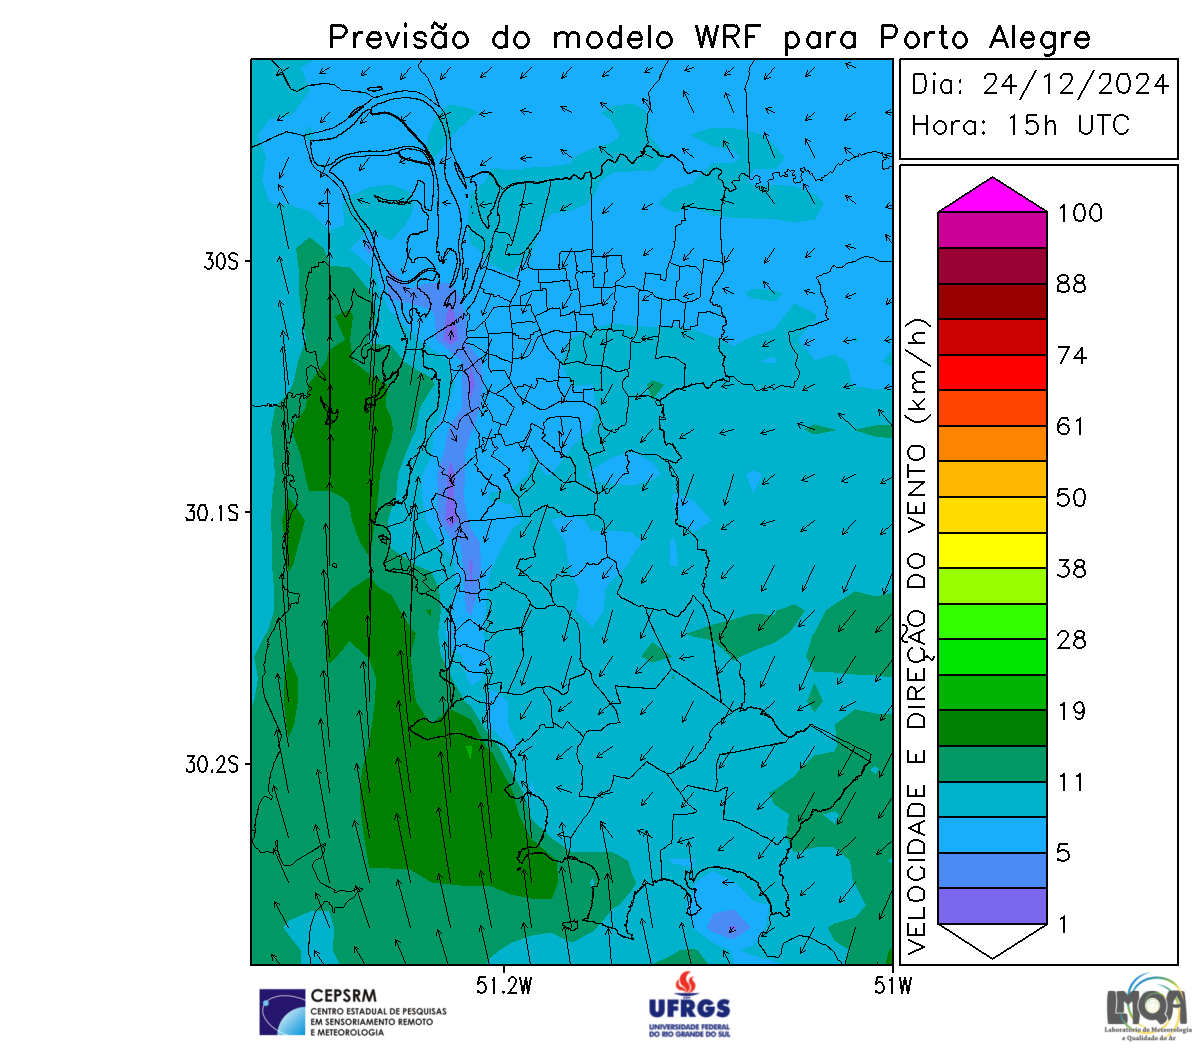 Previsão do modelo WRF para Porto Alegre
Dia: 24/12/2024
Hora: 15h UTC
30S
30.1S
30.2S
51.2W
51W
VELOCIDADE E DIREÇÃO DO VENTO (km/h)
100
88
74
61
50
38
28
19
11
5
1
CEPSRM
CENTRO ESTADUAL DE PESQUISAS
EM SENSORIAMENTO REMOTO
E METEOROLOGIA
UFRGS
UNIVERSIDADE FEDERAL
DO RIO GRANDE DO SUL
LMQA
Laboratório de Meteorologia
e Qualidade do Ar